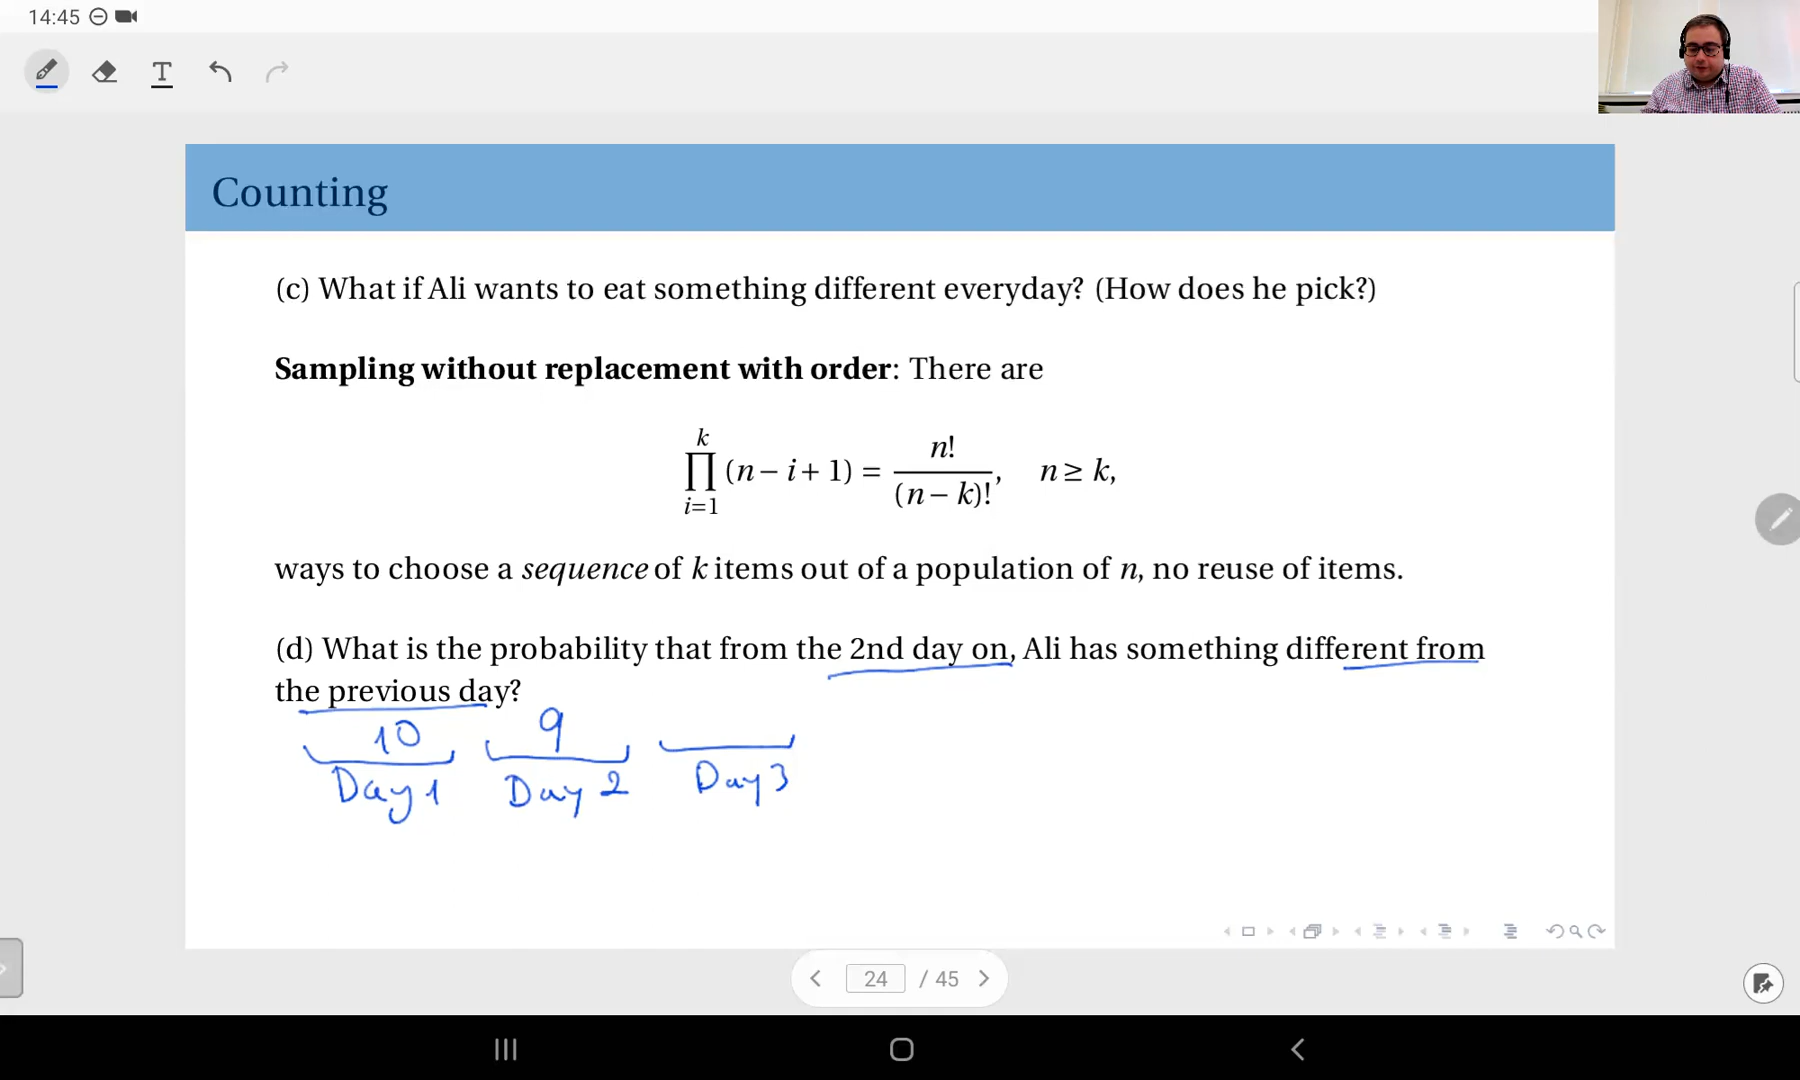 14:45
T
Counting
(c) What if Ali wants to eat something different everyday? (How does he pick?)
Sampling without replacement with order: There are
k
∏ (n − i + 1) = n! / (n − k)! , n ≥ k,
i=1
ways to choose a sequence of k items out of a population of n, no reuse of items.
(d) What is the probability that from the 2nd day on, Ali has something different from
the previous day?
10 9
Day 1 Day 2 Day 3
24 / 45